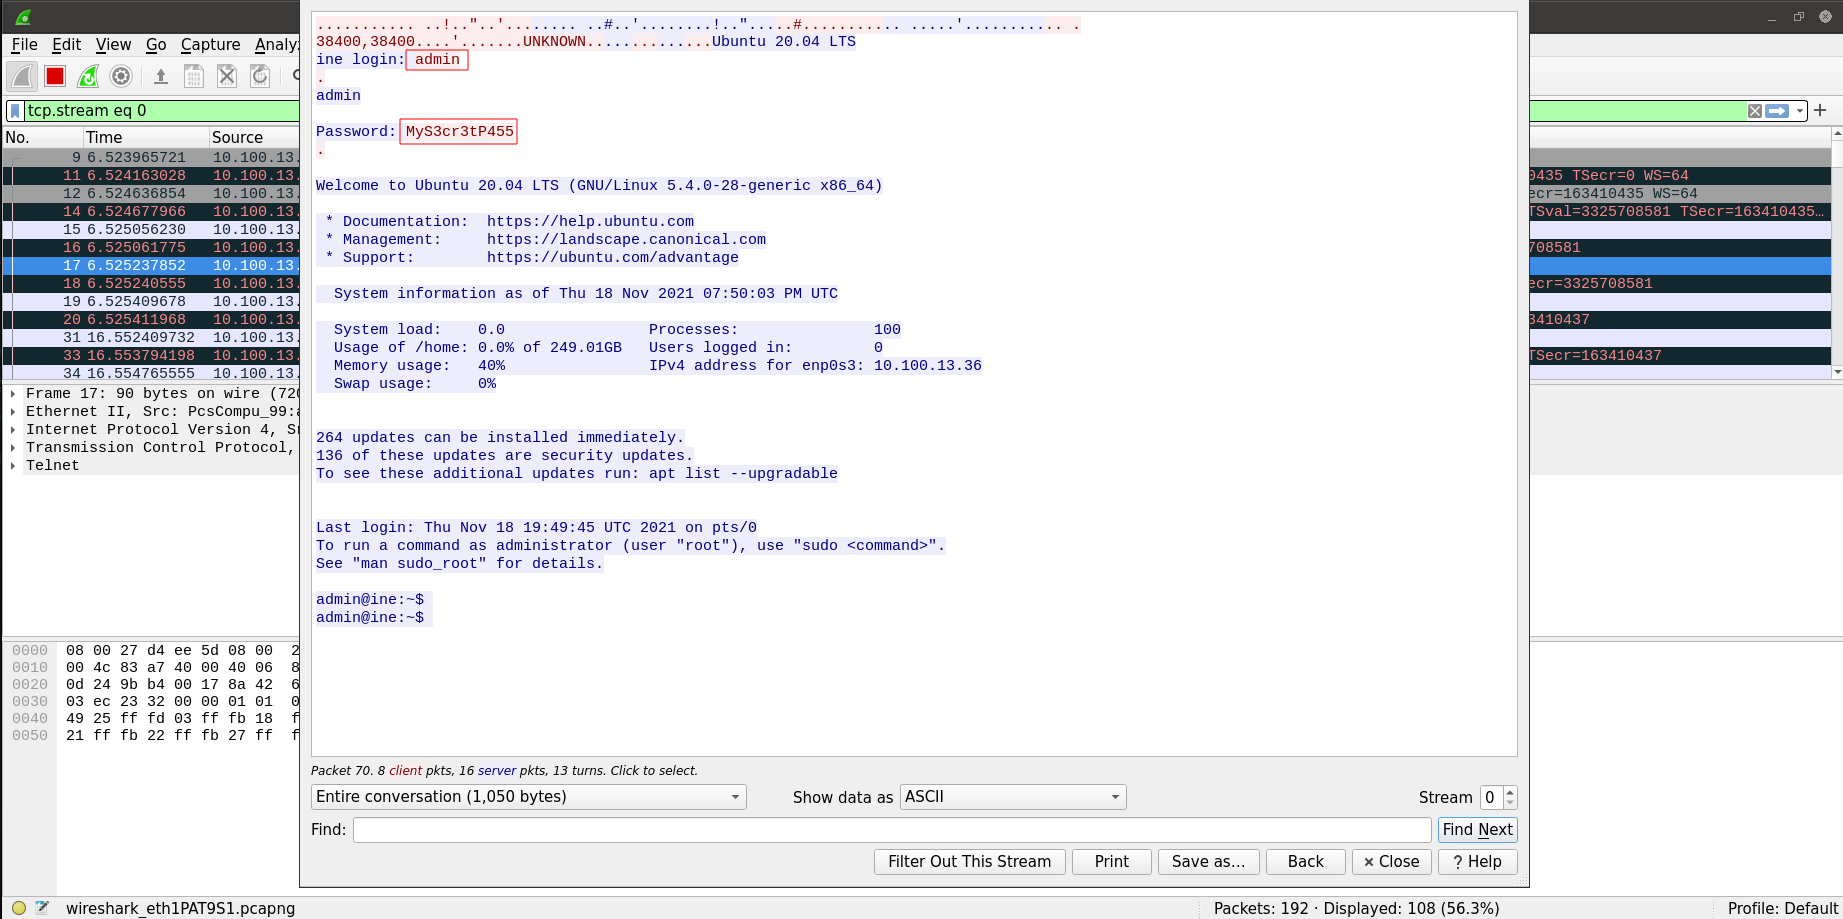 File Edit View Go Capture Analy
tcp.stream eq 0
No. Time Source
9 6.523965721 10.100.13.
11 6.524163028 10.100.13.
12 6.524636854 10.100.13.
14 6.524677966 10.100.13.
15 6.525056230 10.100.13.
16 6.525061775 10.100.13.
17 6.525237852 10.100.13.
18 6.525240555 10.100.13.
19 6.525409678 10.100.13.
20 6.525411968 10.100.13.
31 16.552409732 10.100.13.
33 16.553794198 10.100.13.
34 16.554765555 10.100.13.
Frame 17: 90 bytes on wire (720
Ethernet II, Src: PcsCompu_99:a
Internet Protocol Version 4, Sr
Transmission Control Protocol,
Telnet
0000 08 00 27 d4 ee 5d 08 00 2
0010 00 4c 83 a7 40 00 40 06 8
0020 0d 24 9b b4 00 17 8a 42 6
0030 03 ec 23 32 00 00 01 01 0
0040 49 25 ff fd 03 ff fb 18 f
0050 21 ff fb 22 ff fb 27 ff f
........... ..!.."..'........ ..#..'........!..".....#........... .....'........... .
38400,38400....'.......UNKNOWN..............Ubuntu 20.04 LTS
ine login: admin
.
admin
Password: MyS3cr3tP455
.
Welcome to Ubuntu 20.04 LTS (GNU/Linux 5.4.0-28-generic x86_64)
* Documentation: https://help.ubuntu.com
* Management: https://landscape.canonical.com
* Support: https://ubuntu.com/advantage
System information as of Thu 18 Nov 2021 07:50:03 PM UTC
System load: 0.0 Processes: 100
Usage of /home: 0.0% of 249.01GB Users logged in: 0
Memory usage: 40% IPv4 address for enp0s3: 10.100.13.36
Swap usage: 0%
264 updates can be installed immediately.
136 of these updates are security updates.
To see these additional updates run: apt list --upgradable
Last login: Thu Nov 18 19:49:45 UTC 2021 on pts/0
To run a command as administrator (user "root"), use "sudo <command>".
See "man sudo_root" for details.
admin@ine:~$
admin@ine:~$
Packet 70. 8 client pkts, 16 server pkts, 13 turns. Click to select.
Entire conversation (1,050 bytes) Show data as ASCII Stream 0
Find: Find Next
Filter Out This Stream Print Save as… Back Close Help
0435 TSecr=0 WS=64
ecr=163410435 WS=64
TSval=3325708581 TSecr=163410435…
708581
ecr=3325708581
3410437
TSecr=163410437
wireshark_eth1PAT9S1.pcapng Packets: 192 · Displayed: 108 (56.3%) Profile: Default